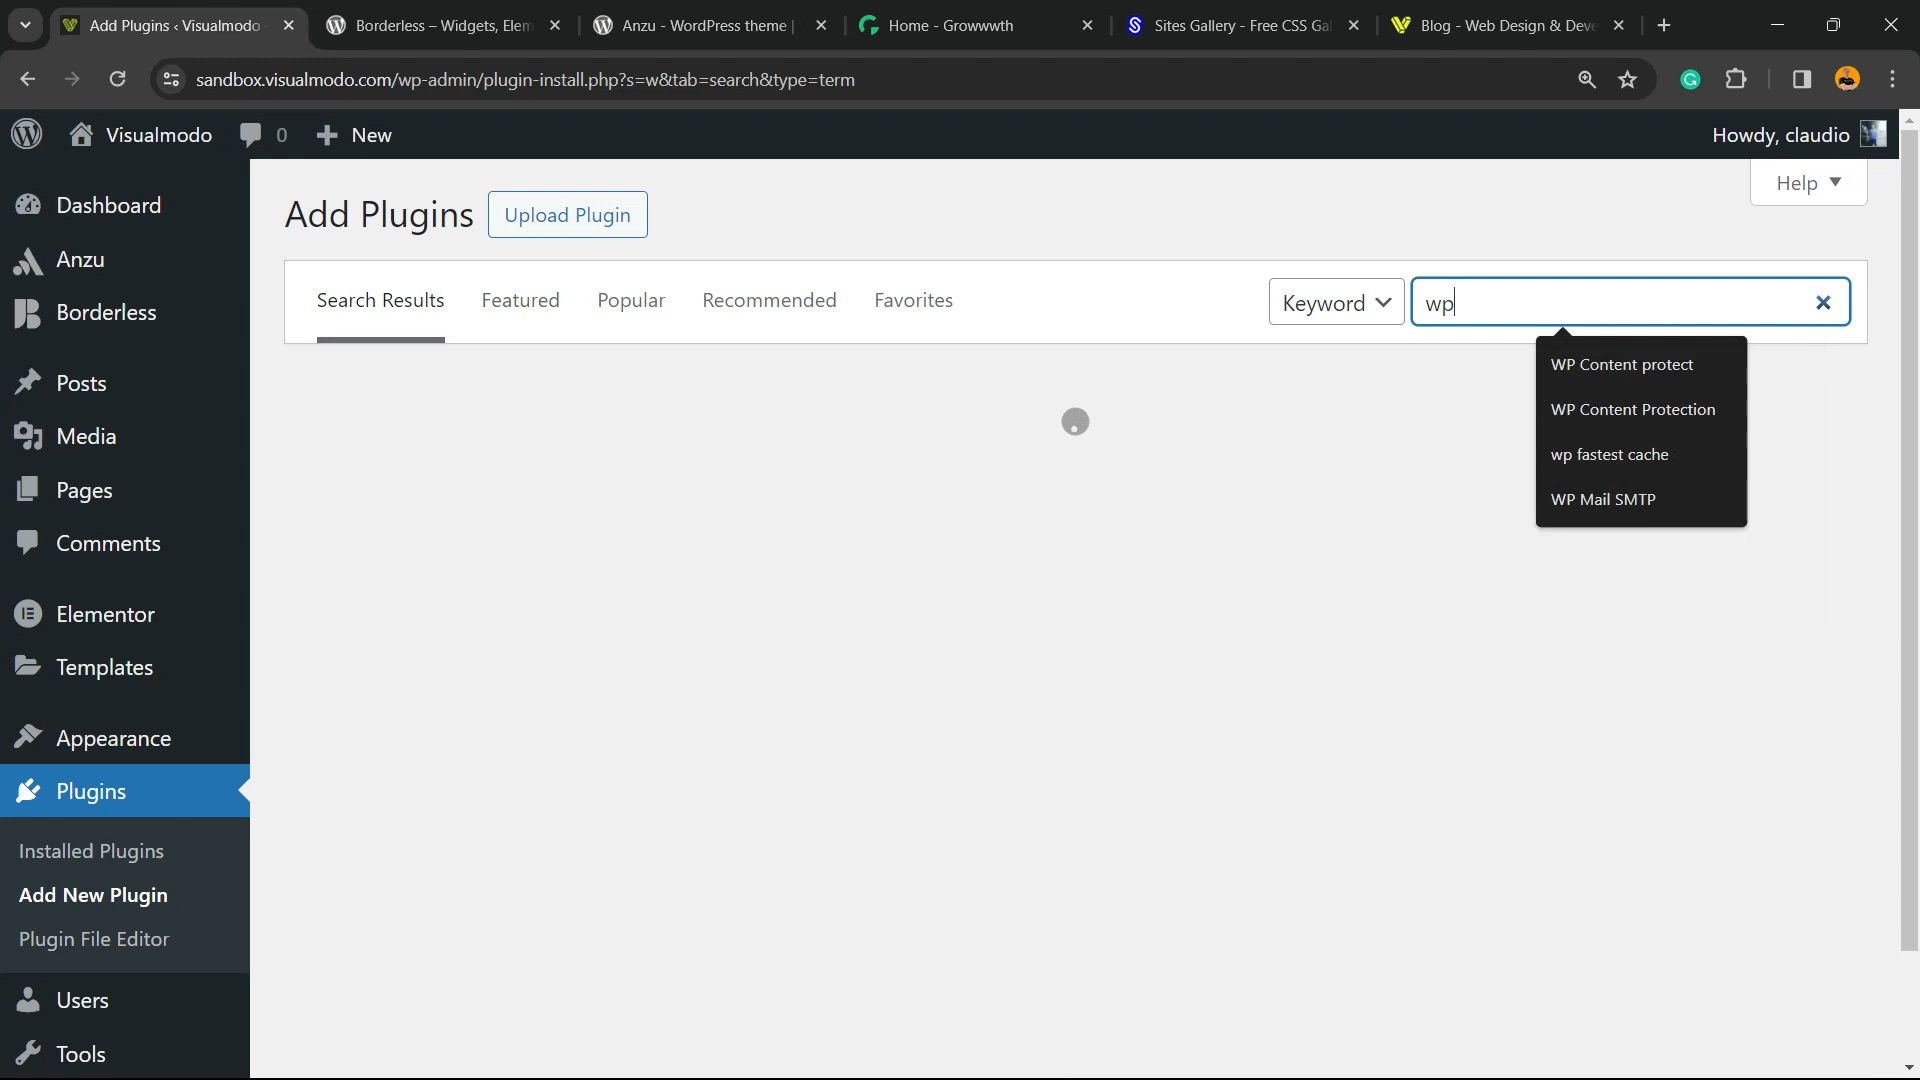 Add Plugins ‹ Visualmodo
Borderless – Widgets, Elem
Anzu - WordPress theme |
Home - Growwwth
Sites Gallery - Free CSS Gal
Blog - Web Design & Deve
sandbox.visualmodo.com/wp-admin/plugin-install.php?s=w&tab=search&type=term
Visualmodo
0
New
Howdy, claudio
Help
Dashboard
Anzu
Borderless
Posts
Media
Pages
Comments
Elementor
Templates
Appearance
Plugins
Installed Plugins
Add New Plugin
Plugin File Editor
Users
Tools
Add Plugins
Upload Plugin
Search Results
Featured
Popular
Recommended
Favorites
Keyword
wp
WP Content protect
WP Content Protection
wp fastest cache
WP Mail SMTP